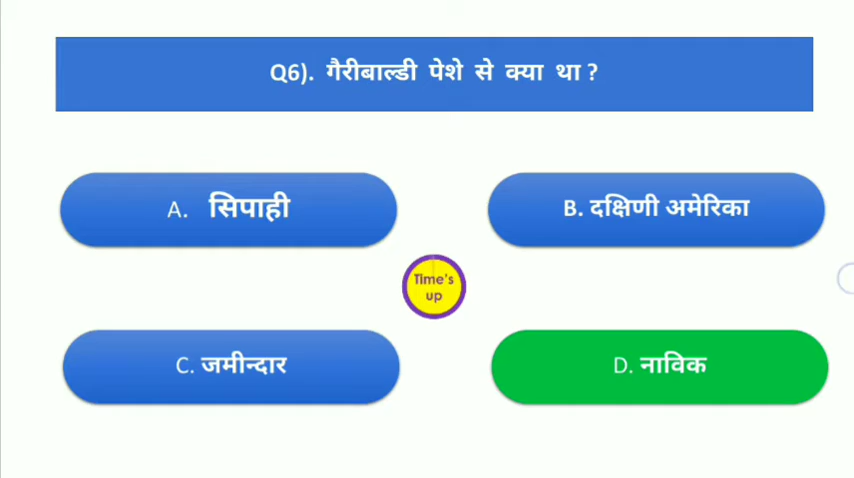 Q6). गैरीबाल्डी पेशे से क्या था ?
A. सिपाही
B. दक्षिणी अमेरिका
Time's
up
C. जमीन्दार
D. नाविक